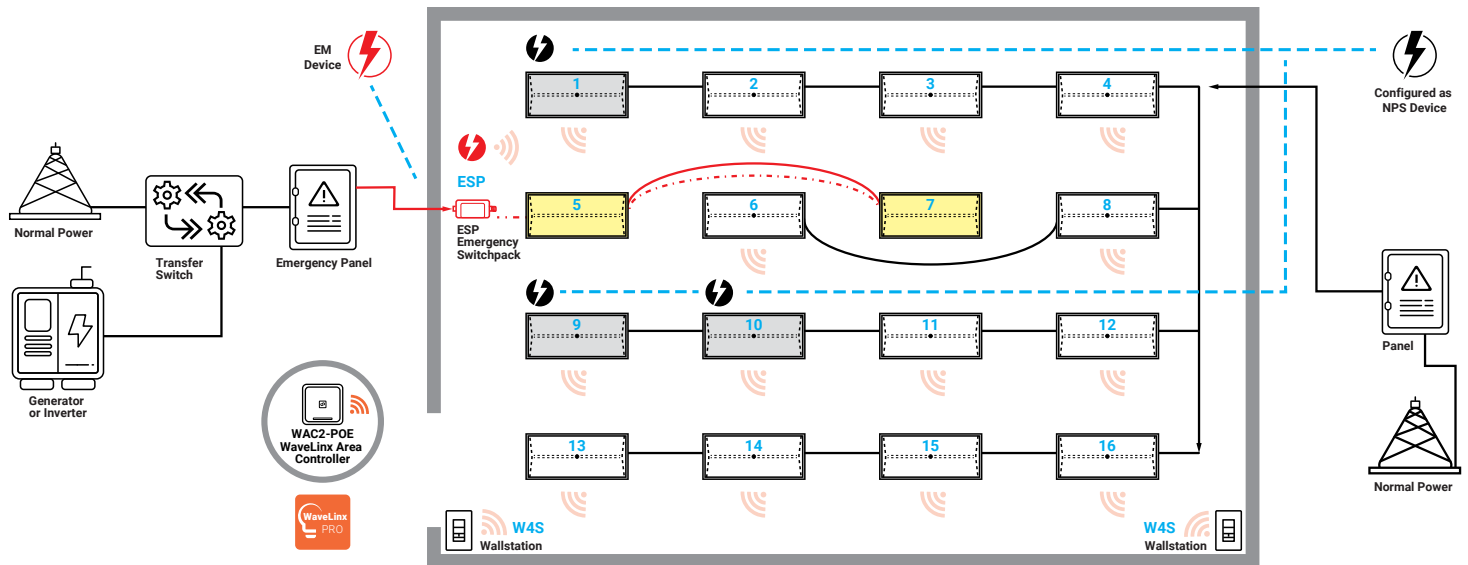 EM
Device
Configured as
NPS Device
1
2
3
4
ESP
ESP
Emergency
Switchpack
5
6
7
8
Normal Power
Transfer
Switch
Emergency Panel
9
10
11
12
Panel
Generator
or Inverter
WAC2-POE
WaveLinx Area
Controller
WaveLinx
PRO
13
14
15
16
Normal Power
W4S
Wallstation
W4S
Wallstation